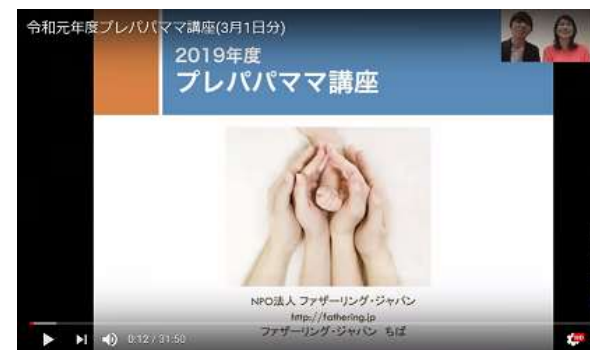 令和元年度プレパパママ講座(3月1日分)
2019年度
プレパパママ講座
NPO法人 ファザーリング・ジャパン
http://fathering.jp
ファザーリング・ジャパン ちば
0:12 / 31:50